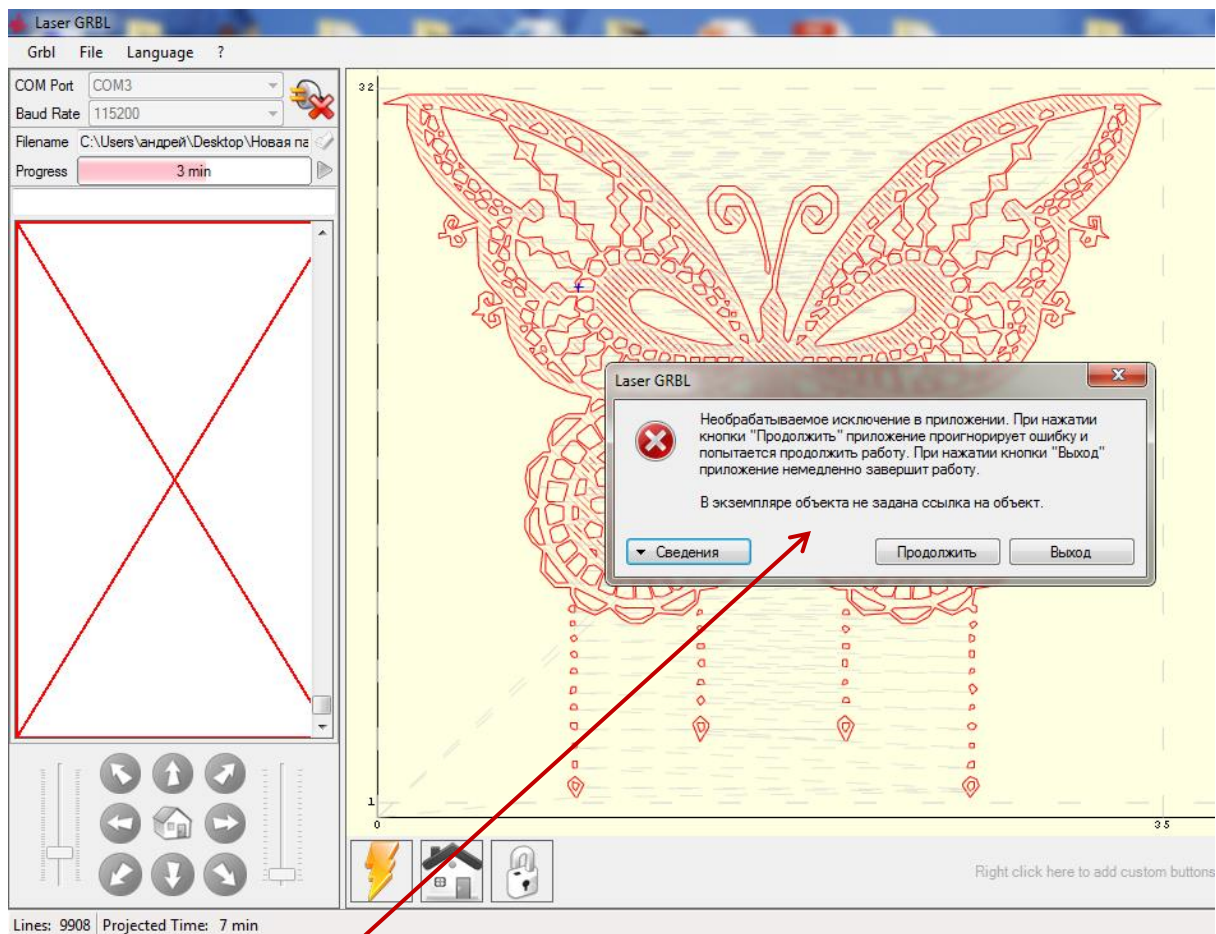 Laser GRBL
Grbl File Language ?
COM Port COM3
Baud Rate 115200
Filename C:\Users\андрей\Desktop\Новая па
Progress 3 min
32
Laser GRBL
Необрабатываемое исключение в приложении. При нажатии
кнопки "Продолжить" приложение проигнорирует ошибку и
попытается продолжить работу. При нажатии кнопки "Выход"
приложение немедленно завершит работу.
В экземпляре объекта не задана ссылка на объект.
Сведения Продолжить Выход
1
0 35
Right click here to add custom buttons
Lines: 9908 Projected Time: 7 min